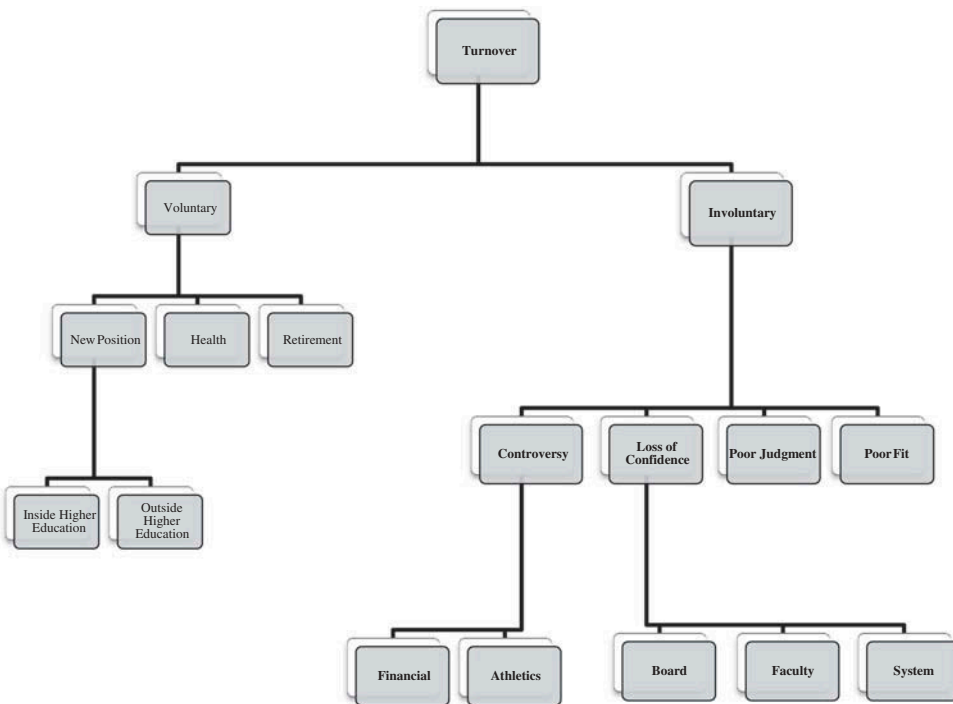 Turnover
Voluntary
Involuntary
New Position
Health
Retirement
Controversy
Loss of
Confidence
Poor Judgment
Poor Fit
Inside Higher
Education
Outside
Higher
Education
Financial
Athletics
Board
Faculty
System